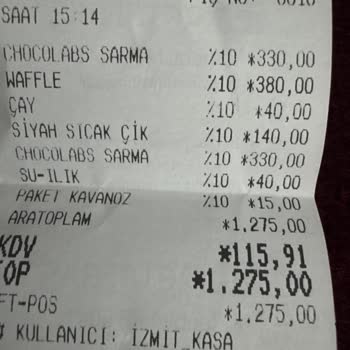 SAAT 15:14
CHOCOLABS SARMA %10 *330,00
WAFFLE %10 *380,00
ÇAY %10 *40,00
SİYAH SICAK ÇİK %10 *140,00
CHOCOLABS SARMA %10 *330,00
SU-ILIK %10 *40,00
PAKET KAVANOZ %10 *15,00
ARATOPLAM *1.275,00
KDV *115,91
TOP *1.275,00
FT-POS *1.275,00
KULLANICI: İZMİT_KASA